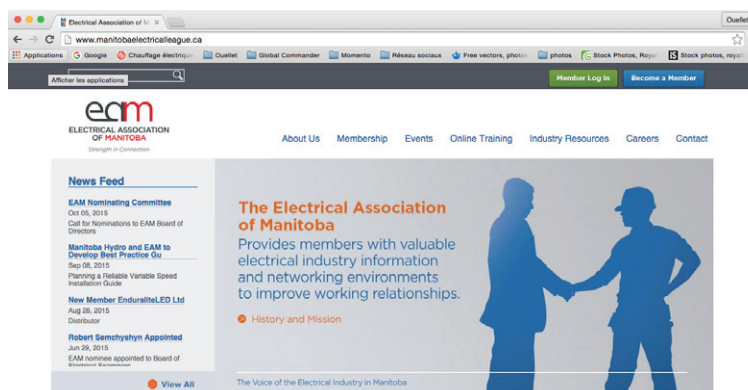 Electrical Association of M
Ouellet
www.manitobaelectricalleague.ca
Applications Google Chauffage électrique Ouellet Global Commander Momento Réseau sociaux Free vectors, photos photos Stock Photos, Roya Stock photos, royalt
Afficher les applications
Member Log In Become a Member
eam
ELECTRICAL ASSOCIATION
OF MANITOBA
Strength in Connection
About Us Membership Events Online Training Industry Resources Careers Contact
News Feed
EAM Nominating Committee
Oct 05, 2015
Call for Nominations to EAM Board of
Directors
Manitoba Hydro and EAM to
Develop Best Practice Gu
Sep 08, 2015
Planning a Reliable Variable Speed
Installation Guide
New Member EnduraliteLED Ltd
Aug 28, 2015
Distributor
Robert Semchyshyn Appointed
Jun 29, 2015
EAM nominee appointed to Board of
Electrical Examiners
View All
The Electrical Association
of Manitoba
Provides members with valuable
electrical industry information
and networking environments
to improve working relationships.
History and Mission
The Voice of the Electrical Industry in Manitoba